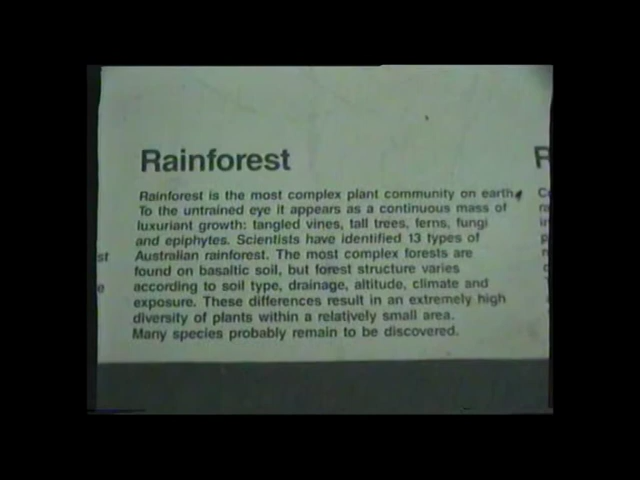 Rainforest
Rainforest is the most complex plant community on earth.
To the untrained eye it appears as a continuous mass of
luxuriant growth: tangled vines, tall trees, ferns, fungi
and epiphytes. Scientists have identified 13 types of
Australian rainforest. The most complex forests are
found on basaltic soil, but forest structure varies
according to soil type, drainage, altitude, climate and
exposure. These differences result in an extremely high
diversity of plants within a relatively small area.
Many species probably remain to be discovered.